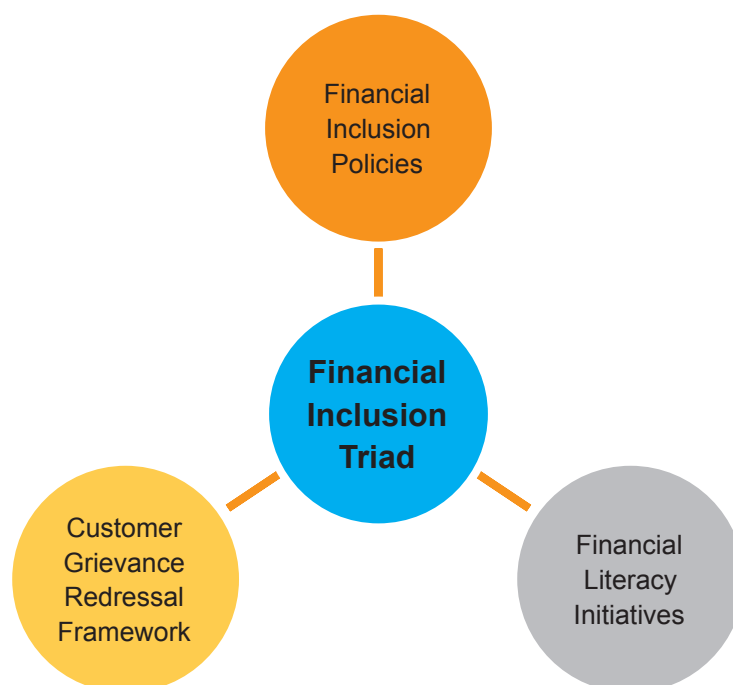 Financial
Inclusion
Policies
Financial
Inclusion
Triad
Customer
Grievance
Redressal
Framework
Financial
Literacy
Initiatives